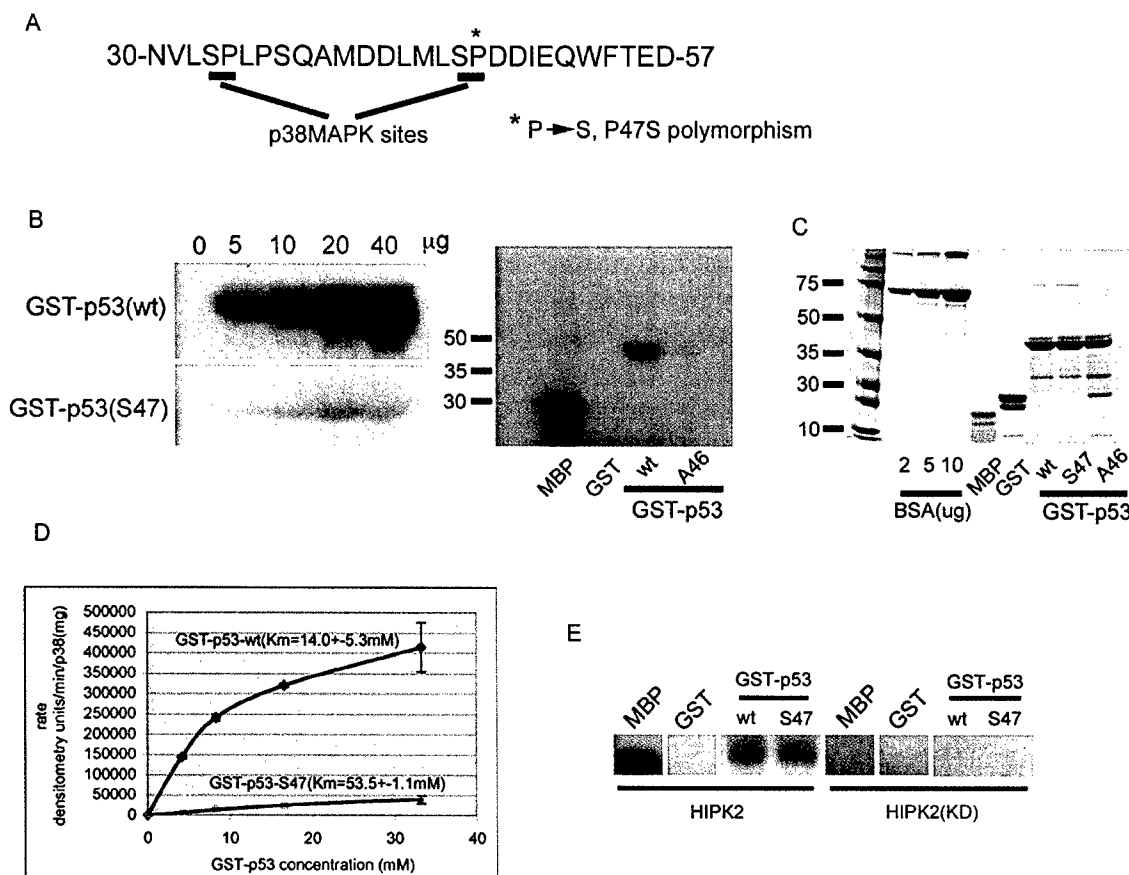 A
*
30-NVLSPLPSQAMDDLMLSPDDIEQWFTED-57
p38MAPK sites
* P→S, P47S polymorphism
B
0 5 10 20 40 μg
GST-p53(wt)
GST-p53(S47)
50
35
30
MBP GST wt A46
GST-p53
C
75
50
35
30
10
2 5 10 MBP GST wt S47 A46
BSA(ug) GST-p53
D
500000
450000
400000
350000
300000
250000
200000
150000
100000
50000
0
rate
densitometry units/min/p38(mg)
GST-p53-wt(Km=14.0+-5.3mM)
GST-p53-S47(Km=53.5+-1.1mM)
0 10 20 30 40
GST-p53 concentration (mM)
E
GST-p53 GST-p53
MBP GST wt S47 MBP GST wt S47
HIPK2 HIPK2(KD)